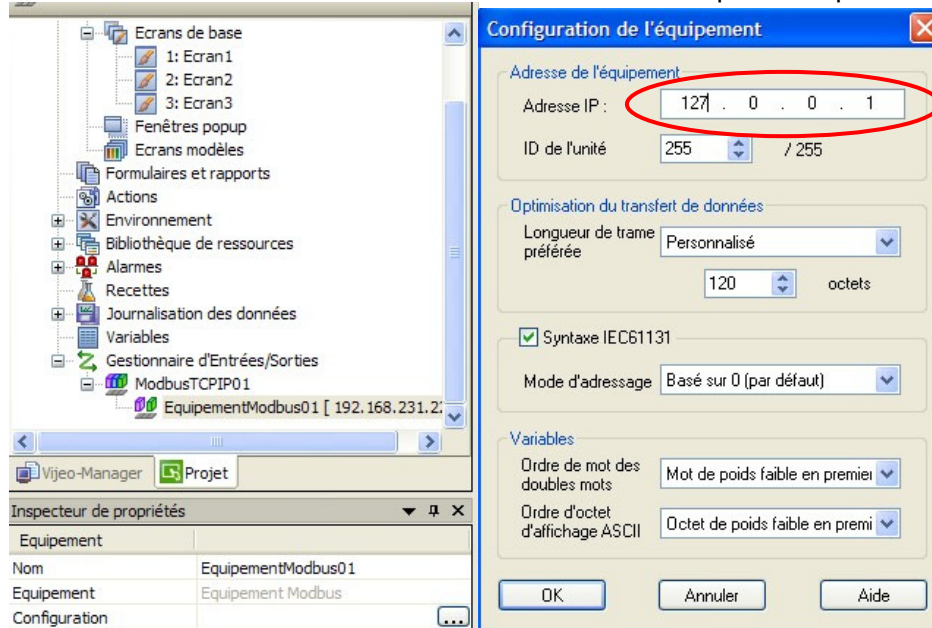 Ecrans de base
1: Ecran1
2: Ecran2
3: Ecran3
Fenêtres popup
Ecrans modèles
Formulaires et rapports
Actions
Environnement
Bibliothèque de ressources
Alarmes
Recettes
Journalisation des données
Variables
Gestionnaire d'Entrées/Sorties
ModbusTCPIP01
EquipementModbus01 [ 192.168.231.2
Vijeo-Manager Projet
Inspecteur de propriétés
Equipement
Nom EquipementModbus01
Equipement Equipement Modbus
Configuration ...
Configuration de l'équipement
Adresse de l'équipement
Adresse IP : 127 . 0 . 0 . 1
ID de l'unité 255 / 255
Optimisation du transfert de données
Longueur de trame
préférée
Personnalisé
120 octets
Syntaxe IEC61131
Mode d'adressage Basé sur 0 (par défaut)
Variables
Ordre de mot des
doubles mots
Mot de poids faible en premier
Ordre d'octet
d'affichage ASCII
Octet de poids faible en premi
OK Annuler Aide